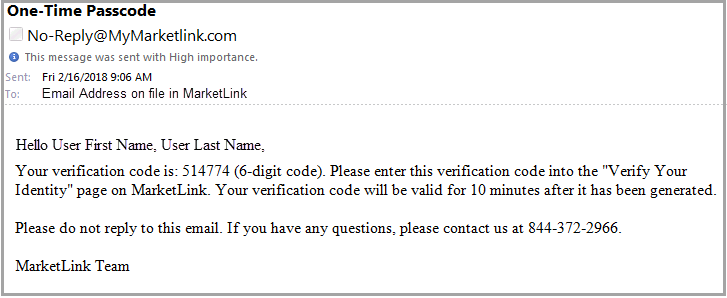 One-Time Passcode
No-Reply@MyMarketlink.com
This message was sent with High importance.
Sent: Fri 2/16/2018 9:06 AM
To: Email Address on file in MarketLink
Hello User First Name, User Last Name,
Your verification code is: 514774 (6-digit code). Please enter this verification code into the "Verify Your
Identity" page on MarketLink. Your verification code will be valid for 10 minutes after it has been generated.
Please do not reply to this email. If you have any questions, please contact us at 844-372-2966.
MarketLink Team